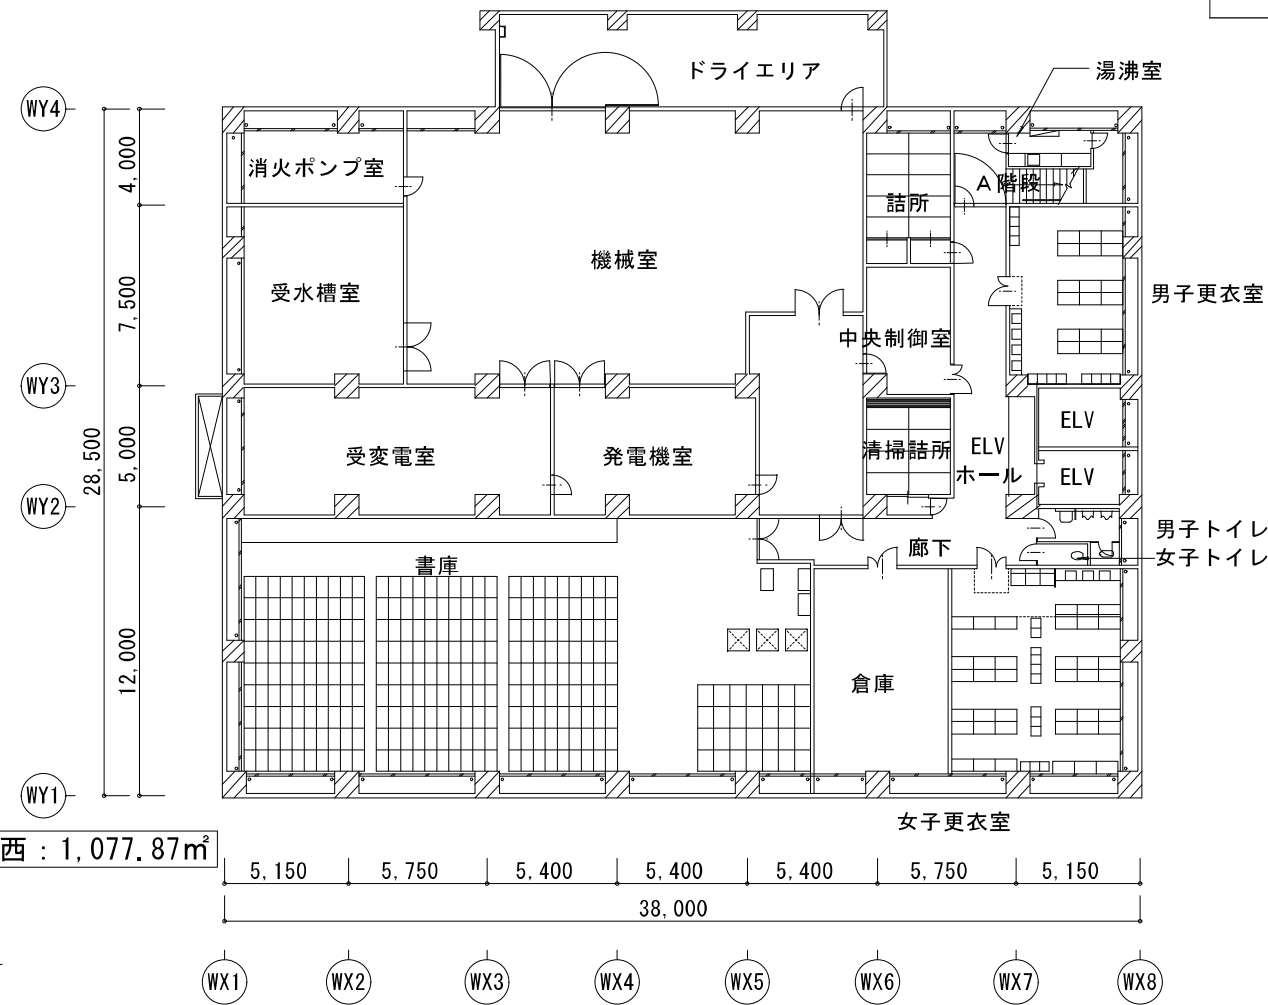 ドライエリア
湯沸室
WY4
消火ポンプ室
A階段
詰所
4,000
機械室
受水槽室
男子更衣室
7,500
中央制御室
WY3
ELV
28,500
5,000
受変電室
発電機室
清掃詰所
ELV
ホール
ELV
WY2
男子トイレ
廊下
女子トイレ
書庫
12,000
倉庫
WY1
女子更衣室
西：1,077.87㎡
5,150
5,750
5,400
5,400
5,400
5,750
5,150
38,000
WX1
WX2
WX3
WX4
WX5
WX6
WX7
WX8